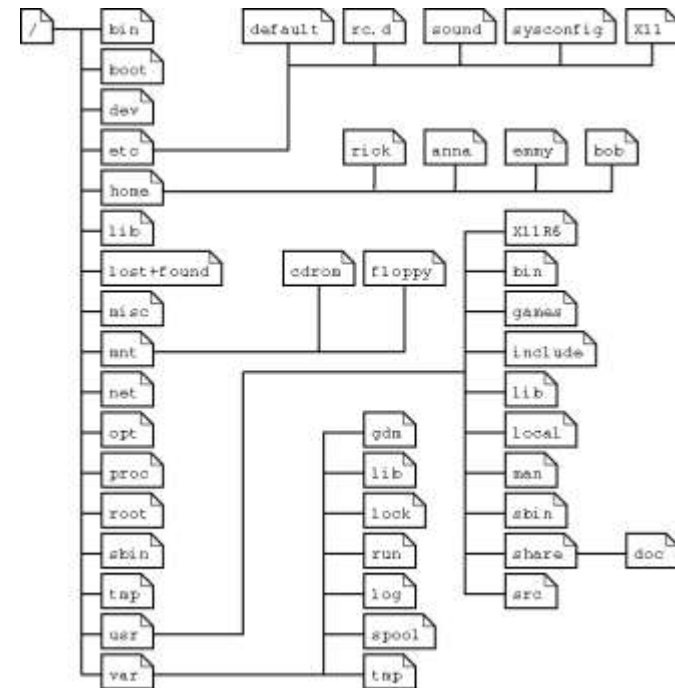 /
bin
default
rc.d
sound
sysconfig
X11
boot
dev
etc
rick
anna
emmy
bob
home
lib
lost+found
cdrom
floppy
misc
mnt
net
opt
proc
root
sbin
tmp
usr
var
X11R6
bin
games
include
lib
local
man
sbin
share
doc
src
gdm
lib
lock
run
log
spool
tmp